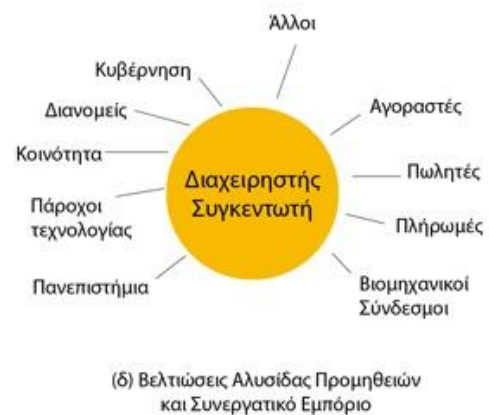 Άλλοι
Κυβέρνηση
Διανομείς
Κοινότητα
Πάροχοι
τεχνολογίας
Πανεπιστήμια
Διαχειρηστής
Συγκεντωτή
Αγοραστές
Πωλητές
Πλήρωμές
Βιομηχανικοί
Σύνδεσμοι
(δ) Βελτιώσεις Αλυσίδας Προμηθειών
και Συνεργατικό Εμπόριο